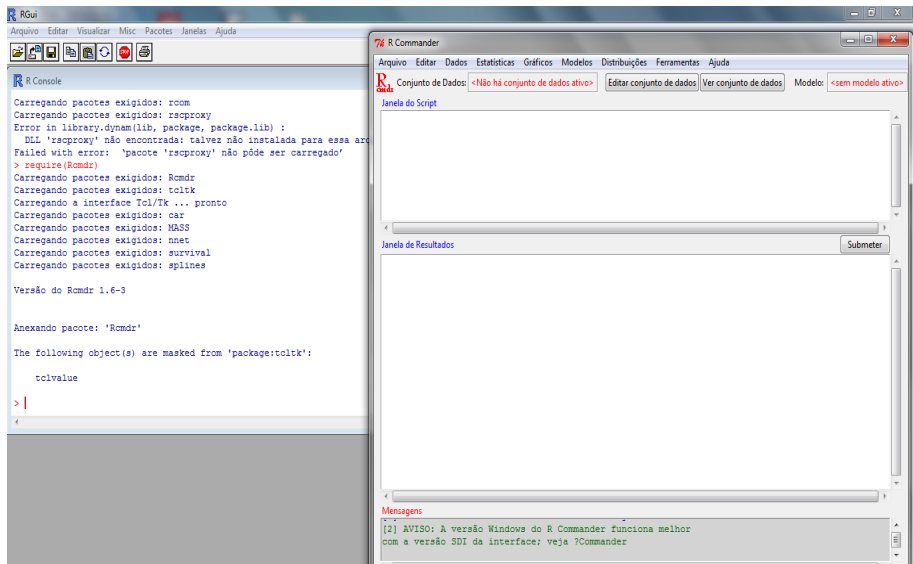 RGui
Arquivo Editar Visualizar Misc Pacotes Janelas Ajuda
STOP
R Console
Carregando pacotes exigidos: rcom
Carregando pacotes exigidos: rscproxy
Error in library.dynam(lib, package, package.lib) :
DLL 'rscproxy' não encontrada: talvez não instalada para essa arq
Failed with error: 'pacote 'rscproxy' não pôde ser carregado’
> require(Rcmdr)
Carregando pacotes exigidos: Rcmdr
Carregando pacotes exigidos: tcltk
Carregando a interface Tcl/Tk ... pronto
Carregando pacotes exigidos: car
Carregando pacotes exigidos: MASS
Carregando pacotes exigidos: nnet
Carregando pacotes exigidos: survival
Carregando pacotes exigidos: splines
Versão do Rcmdr 1.6-3
Anexando pacote: 'Rcmdr'
The following object(s) are masked from 'package:tcltk':
tclvalue
>
R Commander
Arquivo Editar Dados Estatísticas Gráficos Modelos Distribuições Ferramentas Ajuda
R cmdr Conjunto de Dados: <Não há conjunto de dados ativo> Editar conjunto de dados Ver conjunto de dados Modelo: <sem modelo ativo>
Janela do Script
Janela de Resultados
Submeter
Mensagens
[2] AVISO: A versão Windows do R Commander funciona melhor
com a versão SDI da interface; veja ?Commander